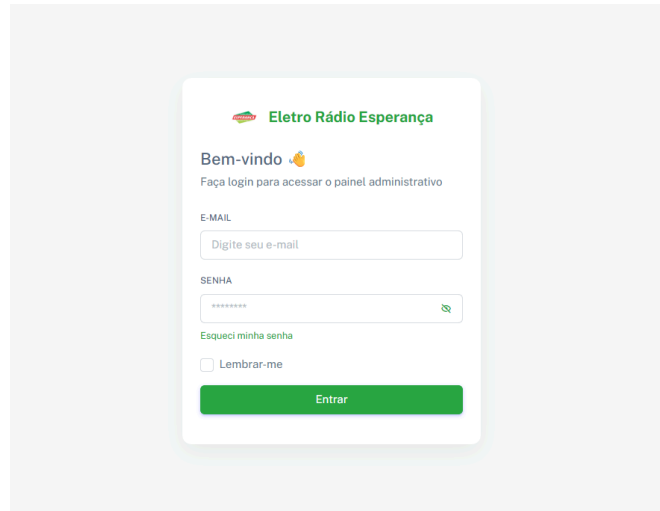 ESPERANÇA
Eletro Rádio Esperança
Bem-vindo 👋
Faça login para acessar o painel administrativo
E-MAIL
Digite seu e-mail
SENHA
********
Esqueci minha senha
Lembrar-me
Entrar